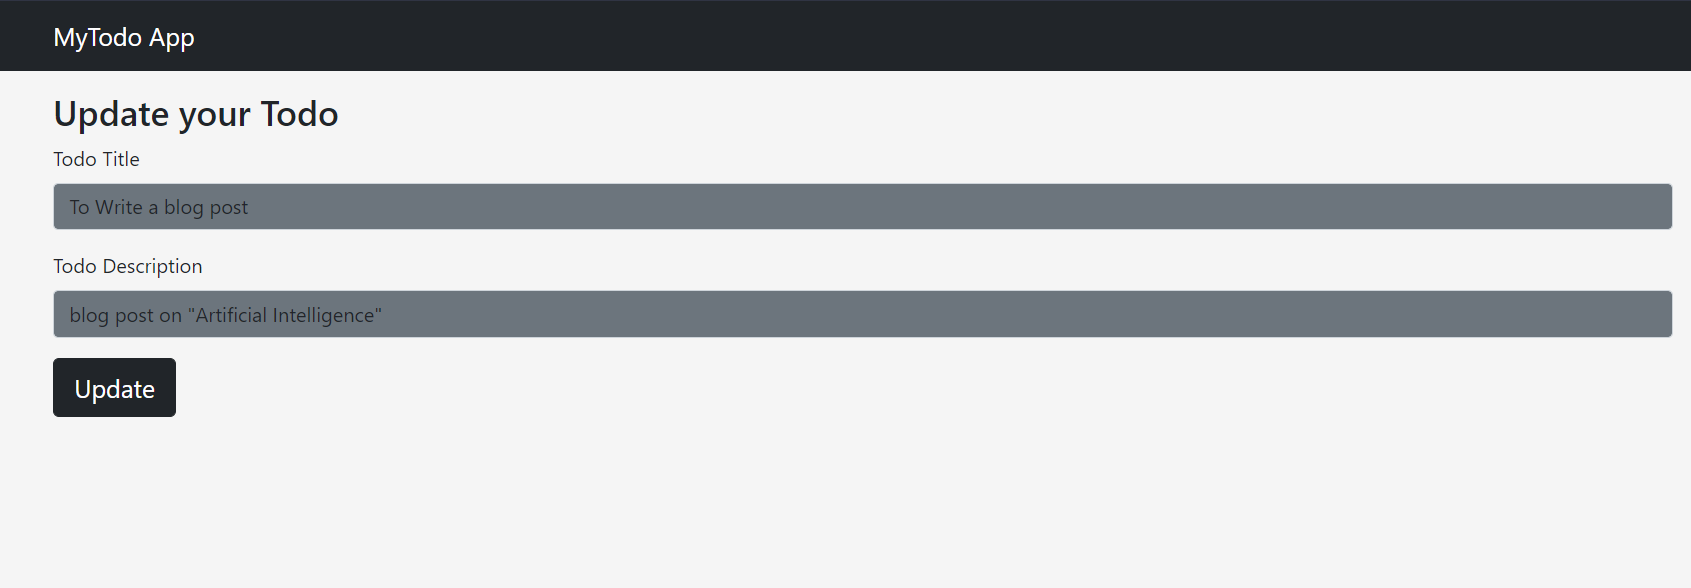 MyTodo App
Update your Todo
Todo Title
To Write a blog post
Todo Description
blog post on "Artificial Intelligence"
Update